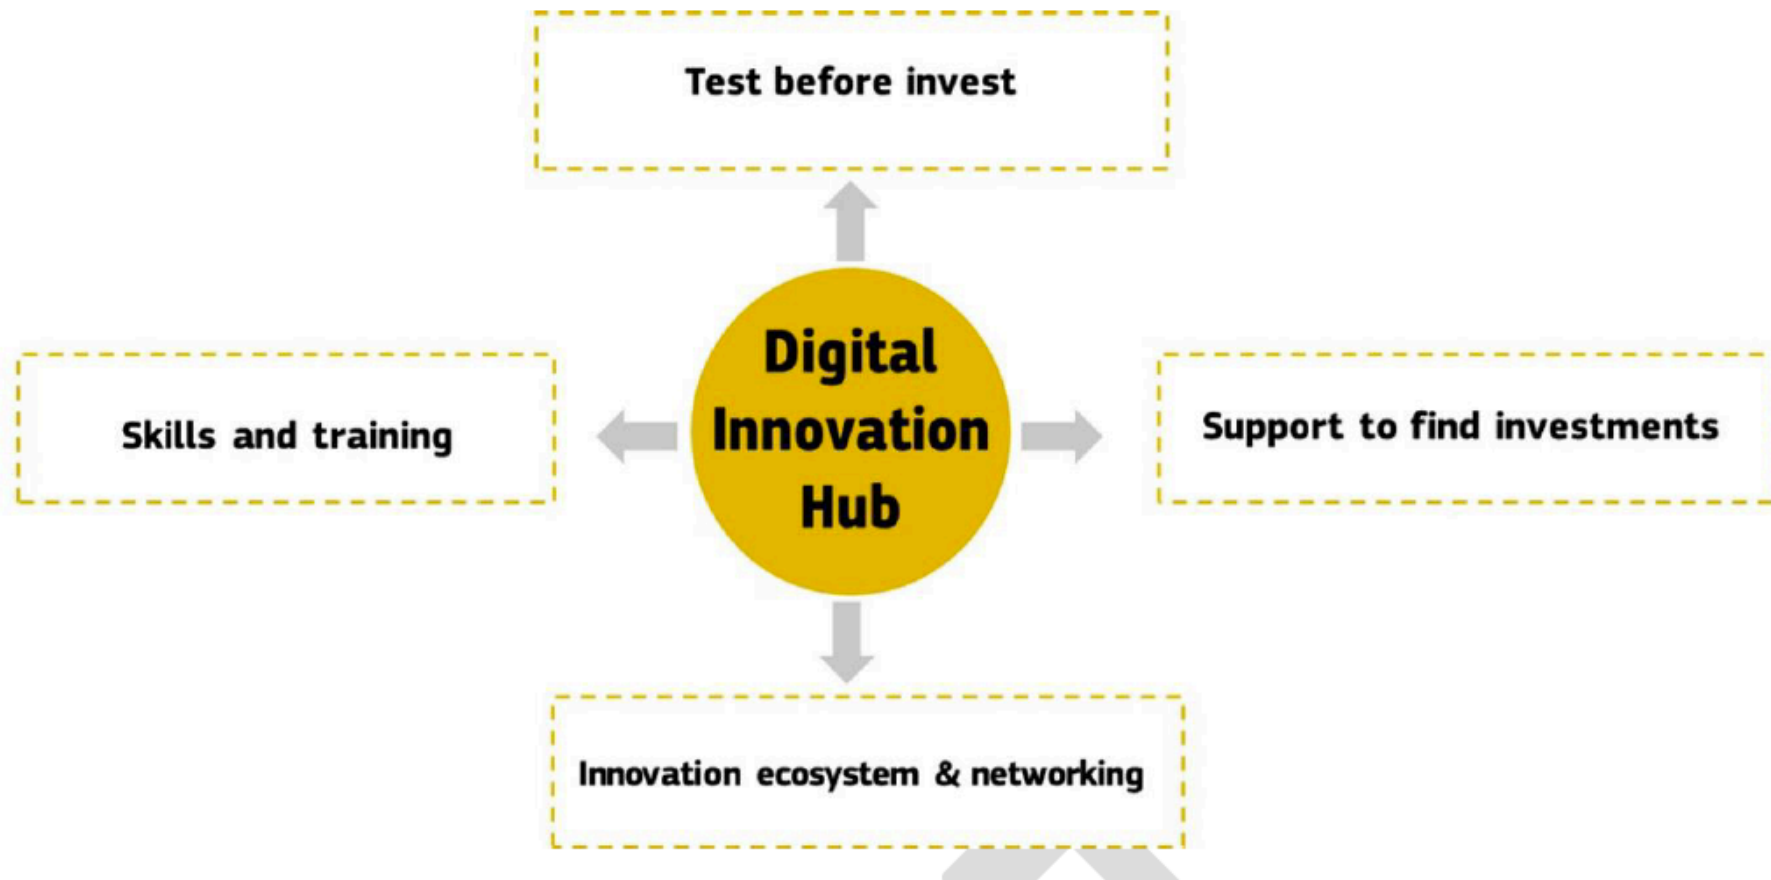 Test before invest
Digital
Innovation
Hub
Skills and training
Support to find investments
Innovation ecosystem & networking